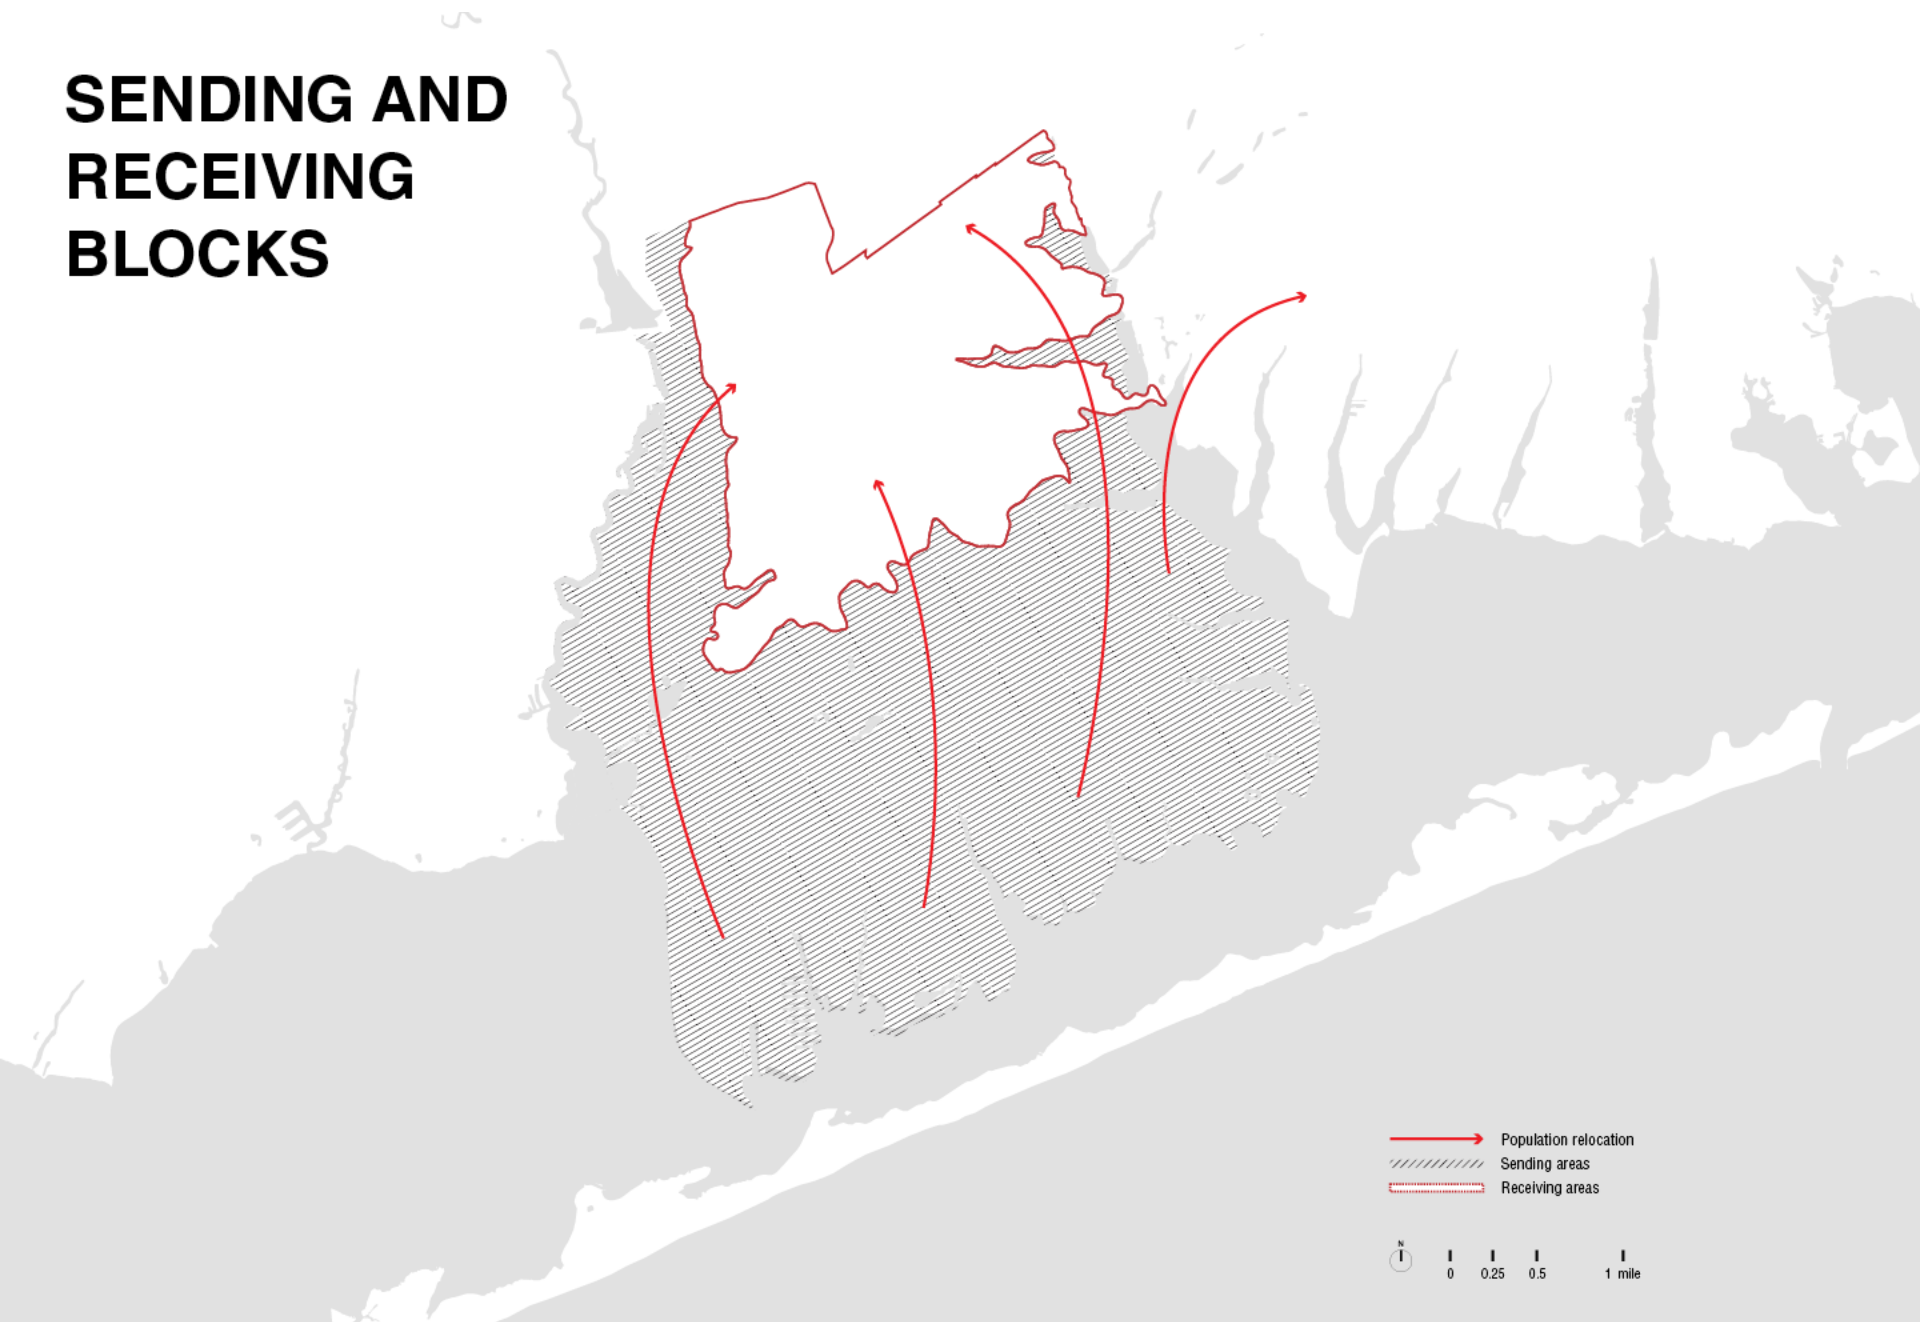 SENDING AND
RECEIVING
BLOCKS
Population relocation
Sending areas
Receiving areas
N
0 0.25 0.5 1 mile